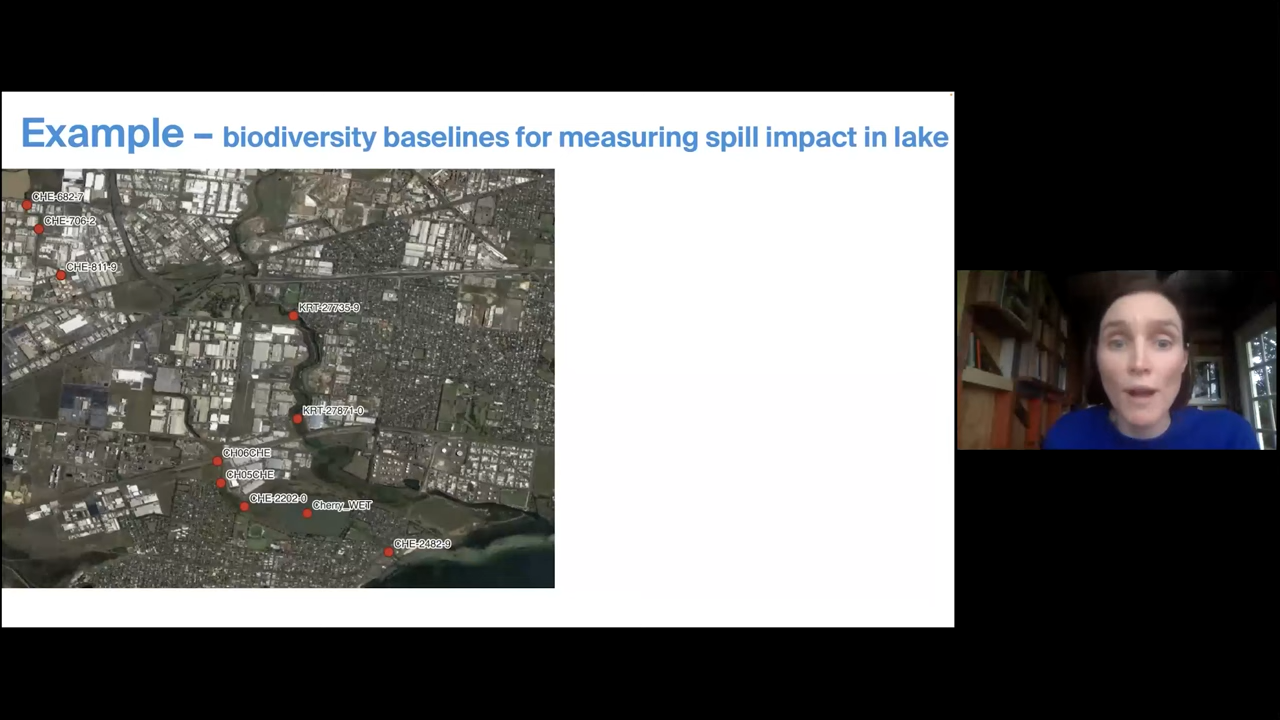 Example – biodiversity baselines for measuring spill impact in lake
CHE-682-7
CHE-706-2
CHE-811-9
KRT-27735-9
KRT-27871-0
CH06CHE
CH05CHE
CHE-2202-0
Cherry_WET
CHE-2482-9